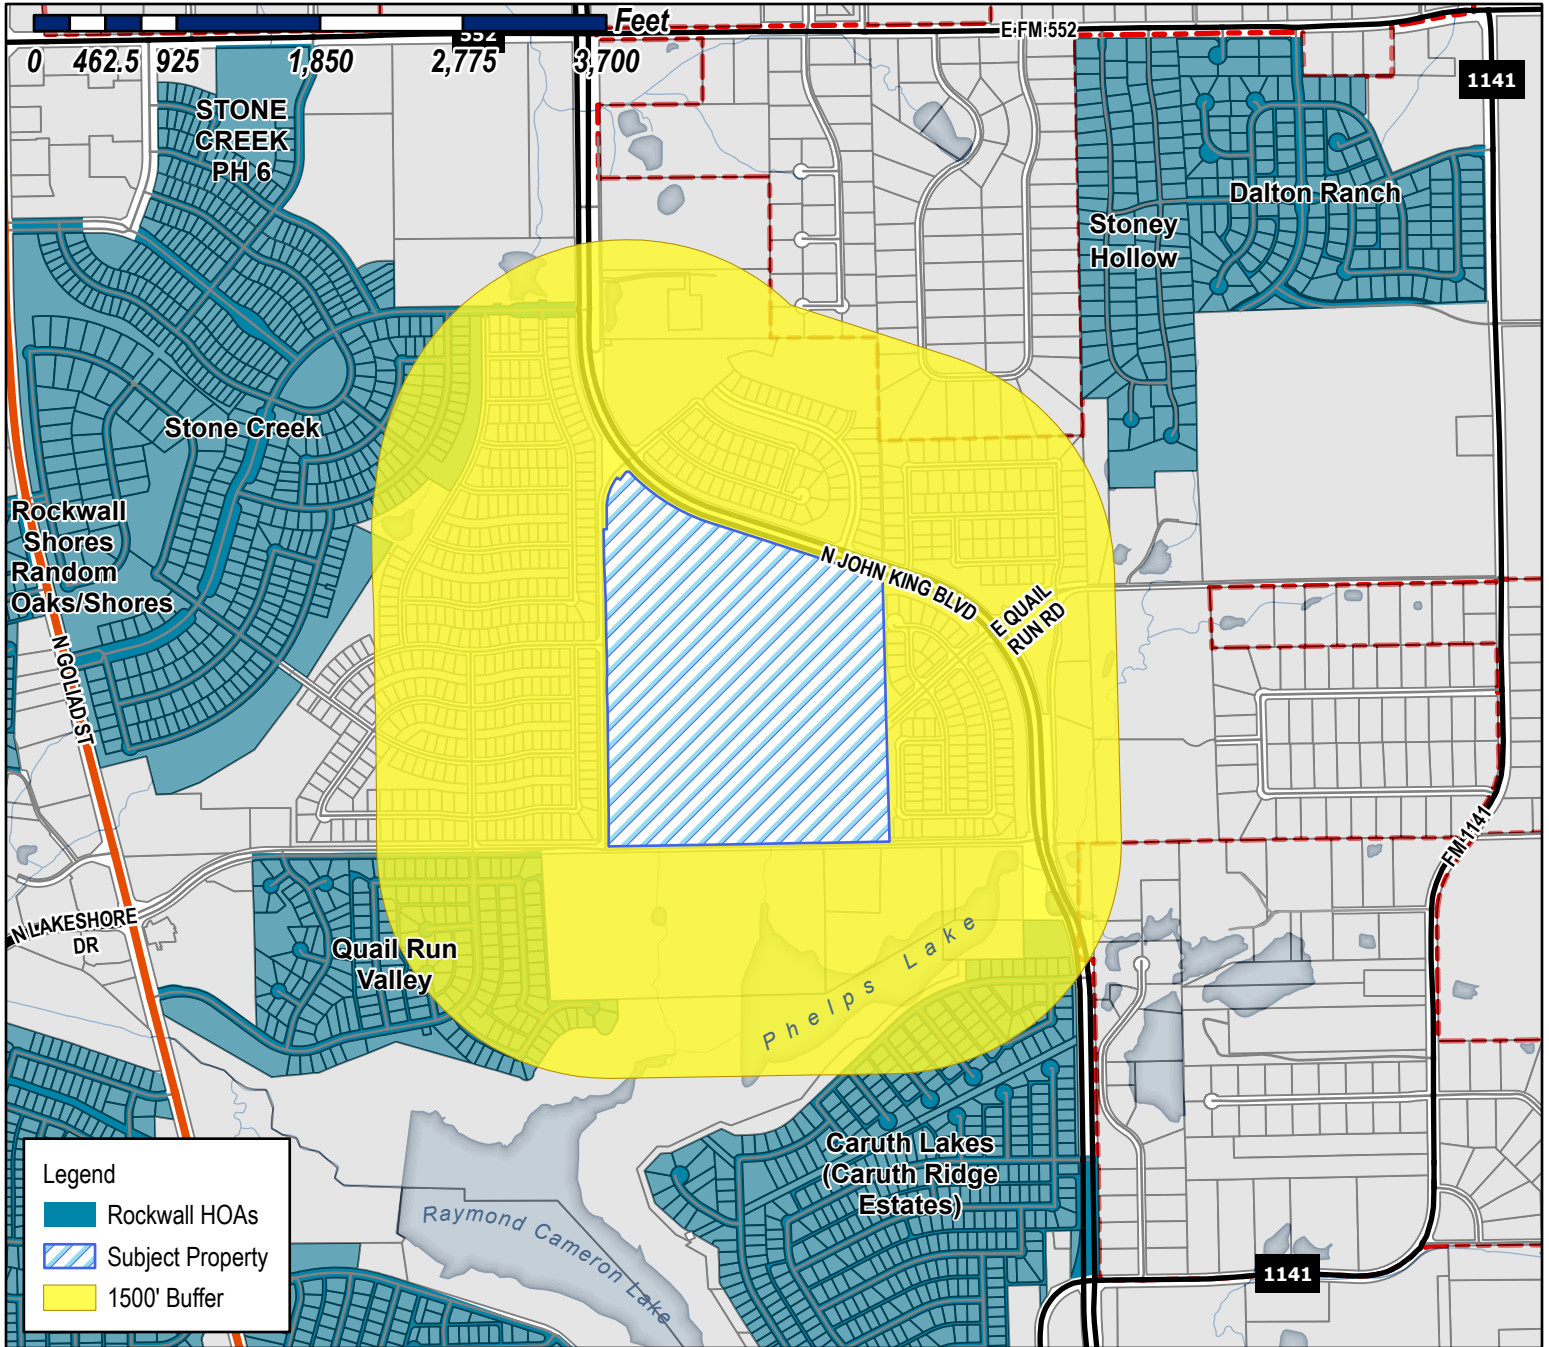 Feet
0 462.5 925 1,850 2,775 3,700
552
E FM 552
1141
STONE
CREEK
PH 6
Dalton Ranch
Stoney
Hollow
Stone Creek
Rockwall
Shores
Random
Oaks/Shores
N JOHN KING BLVD
E QUAIL
RUN RD
N GOLIAD ST
FM 1141
N LAKESHORE
DR
Quail Run
Valley
Phelps Lake
Caruth Lakes
(Caruth Ridge
Estates)
Raymond Cameron Lake
1141
Legend
Rockwall HOAs
Subject Property
1500' Buffer